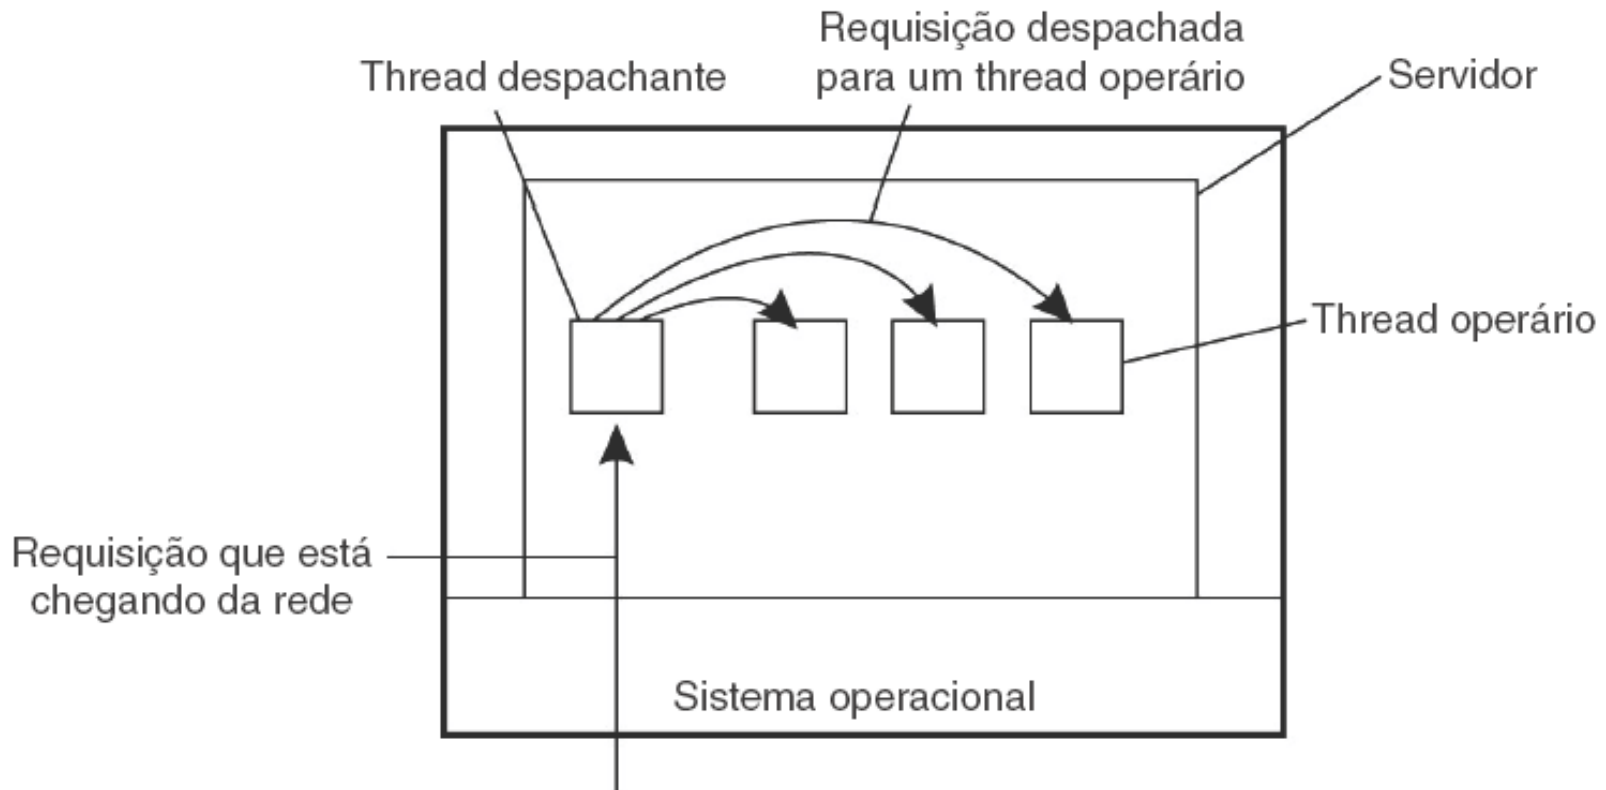 Requisição despachada
para um thread operário
Thread despachante
Servidor
Thread operário
Requisição que está
chegando da rede
Sistema operacional